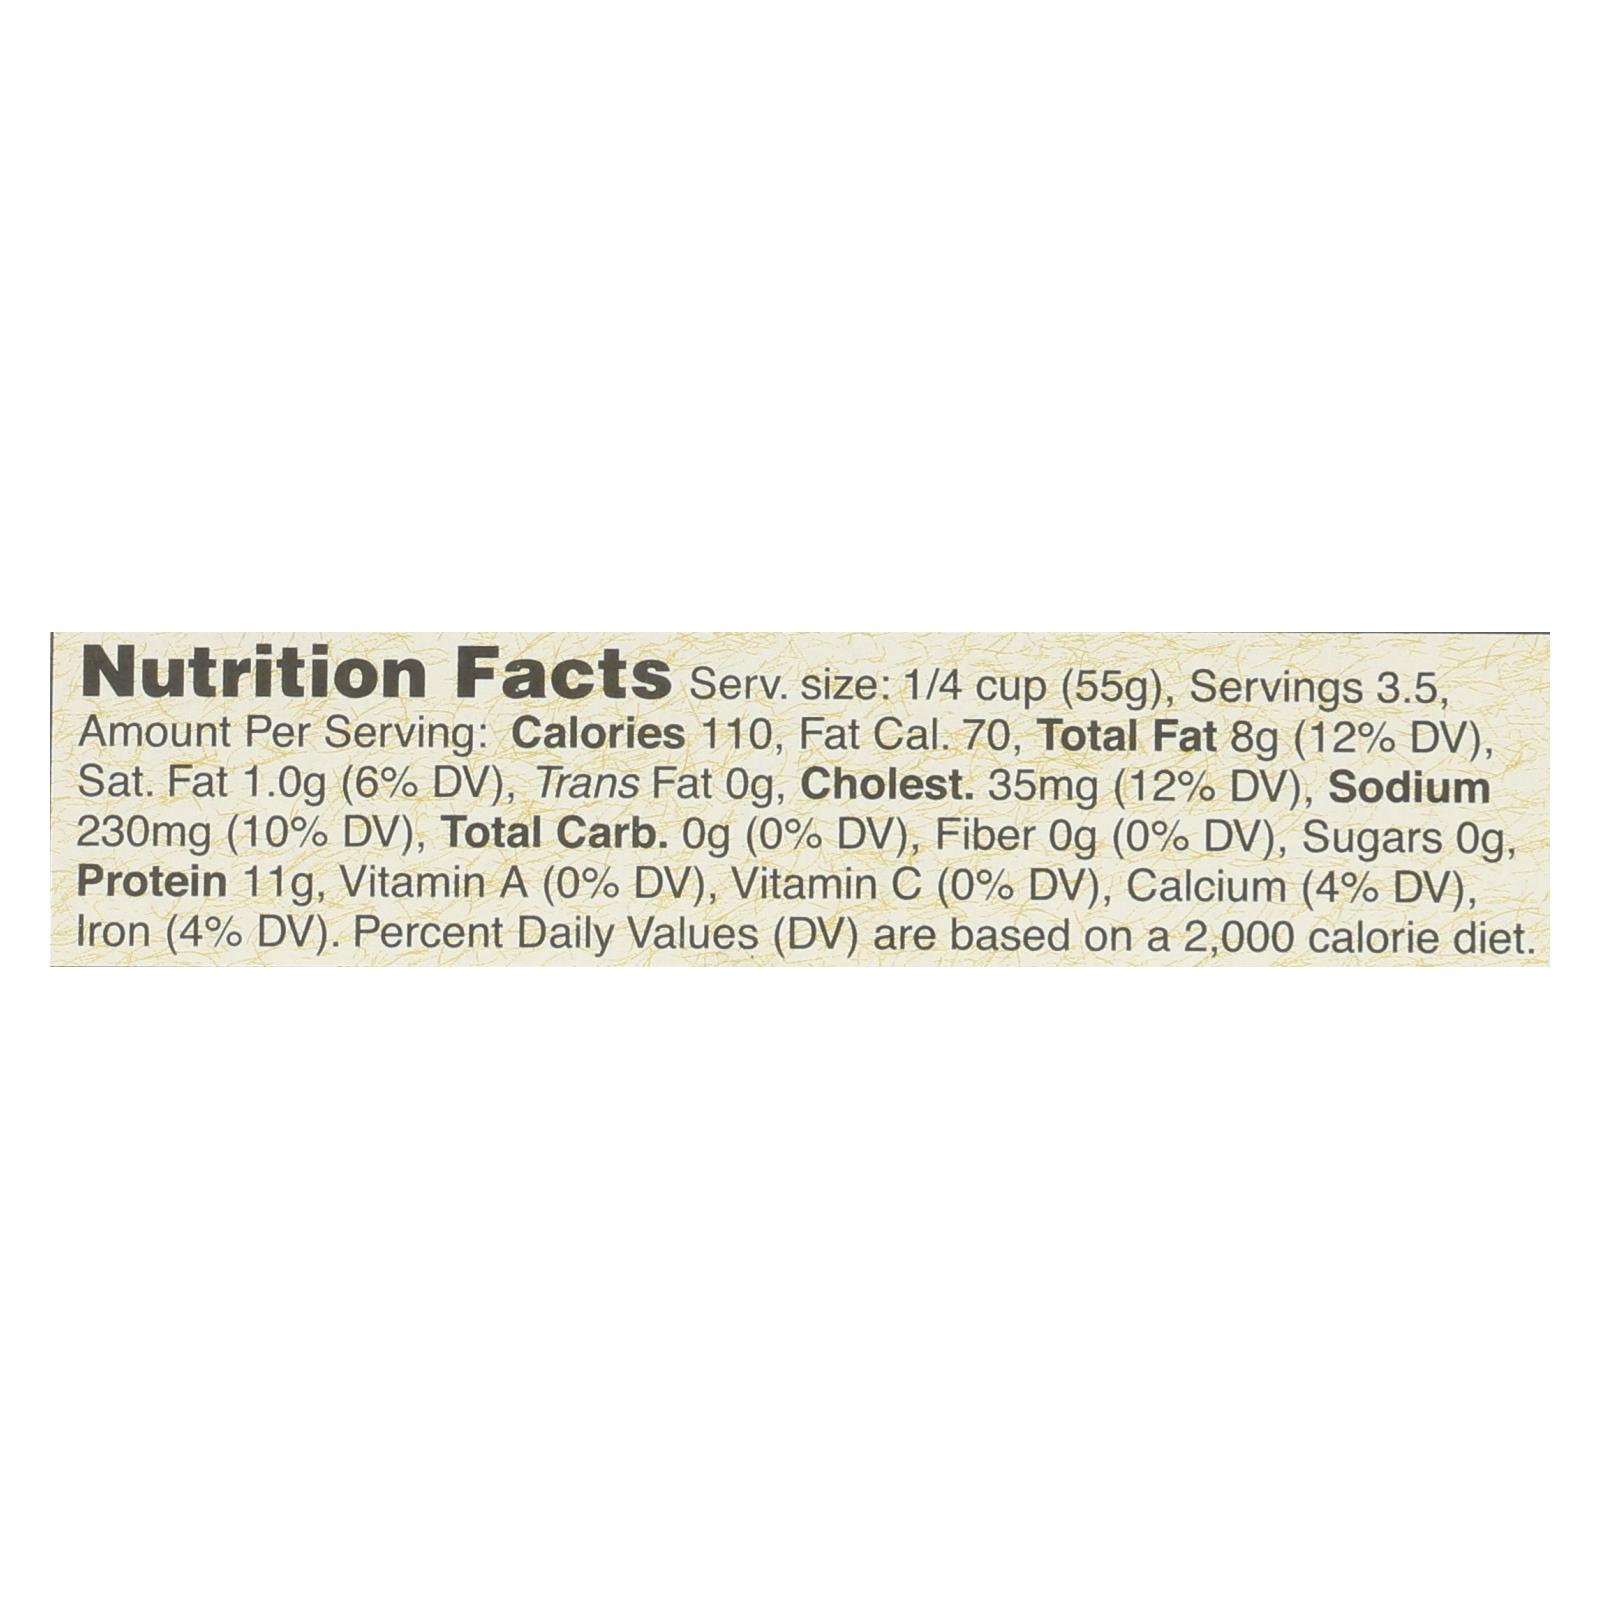 Nutrition Facts Serv. size: 1/4 cup (55g), Servings 3.5,
Amount Per Serving: Calories 110, Fat Cal. 70, Total Fat 8g (12% DV),
Sat. Fat 1.0g (6% DV), Trans Fat 0g, Cholest. 35mg (12% DV), Sodium
230mg (10% DV), Total Carb. 0g (0% DV), Fiber 0g (0% DV), Sugars 0g,
Protein 11g, Vitamin A (0% DV), Vitamin C (0% DV), Calcium (4% DV),
Iron (4% DV). Percent Daily Values (DV) are based on a 2,000 calorie diet.